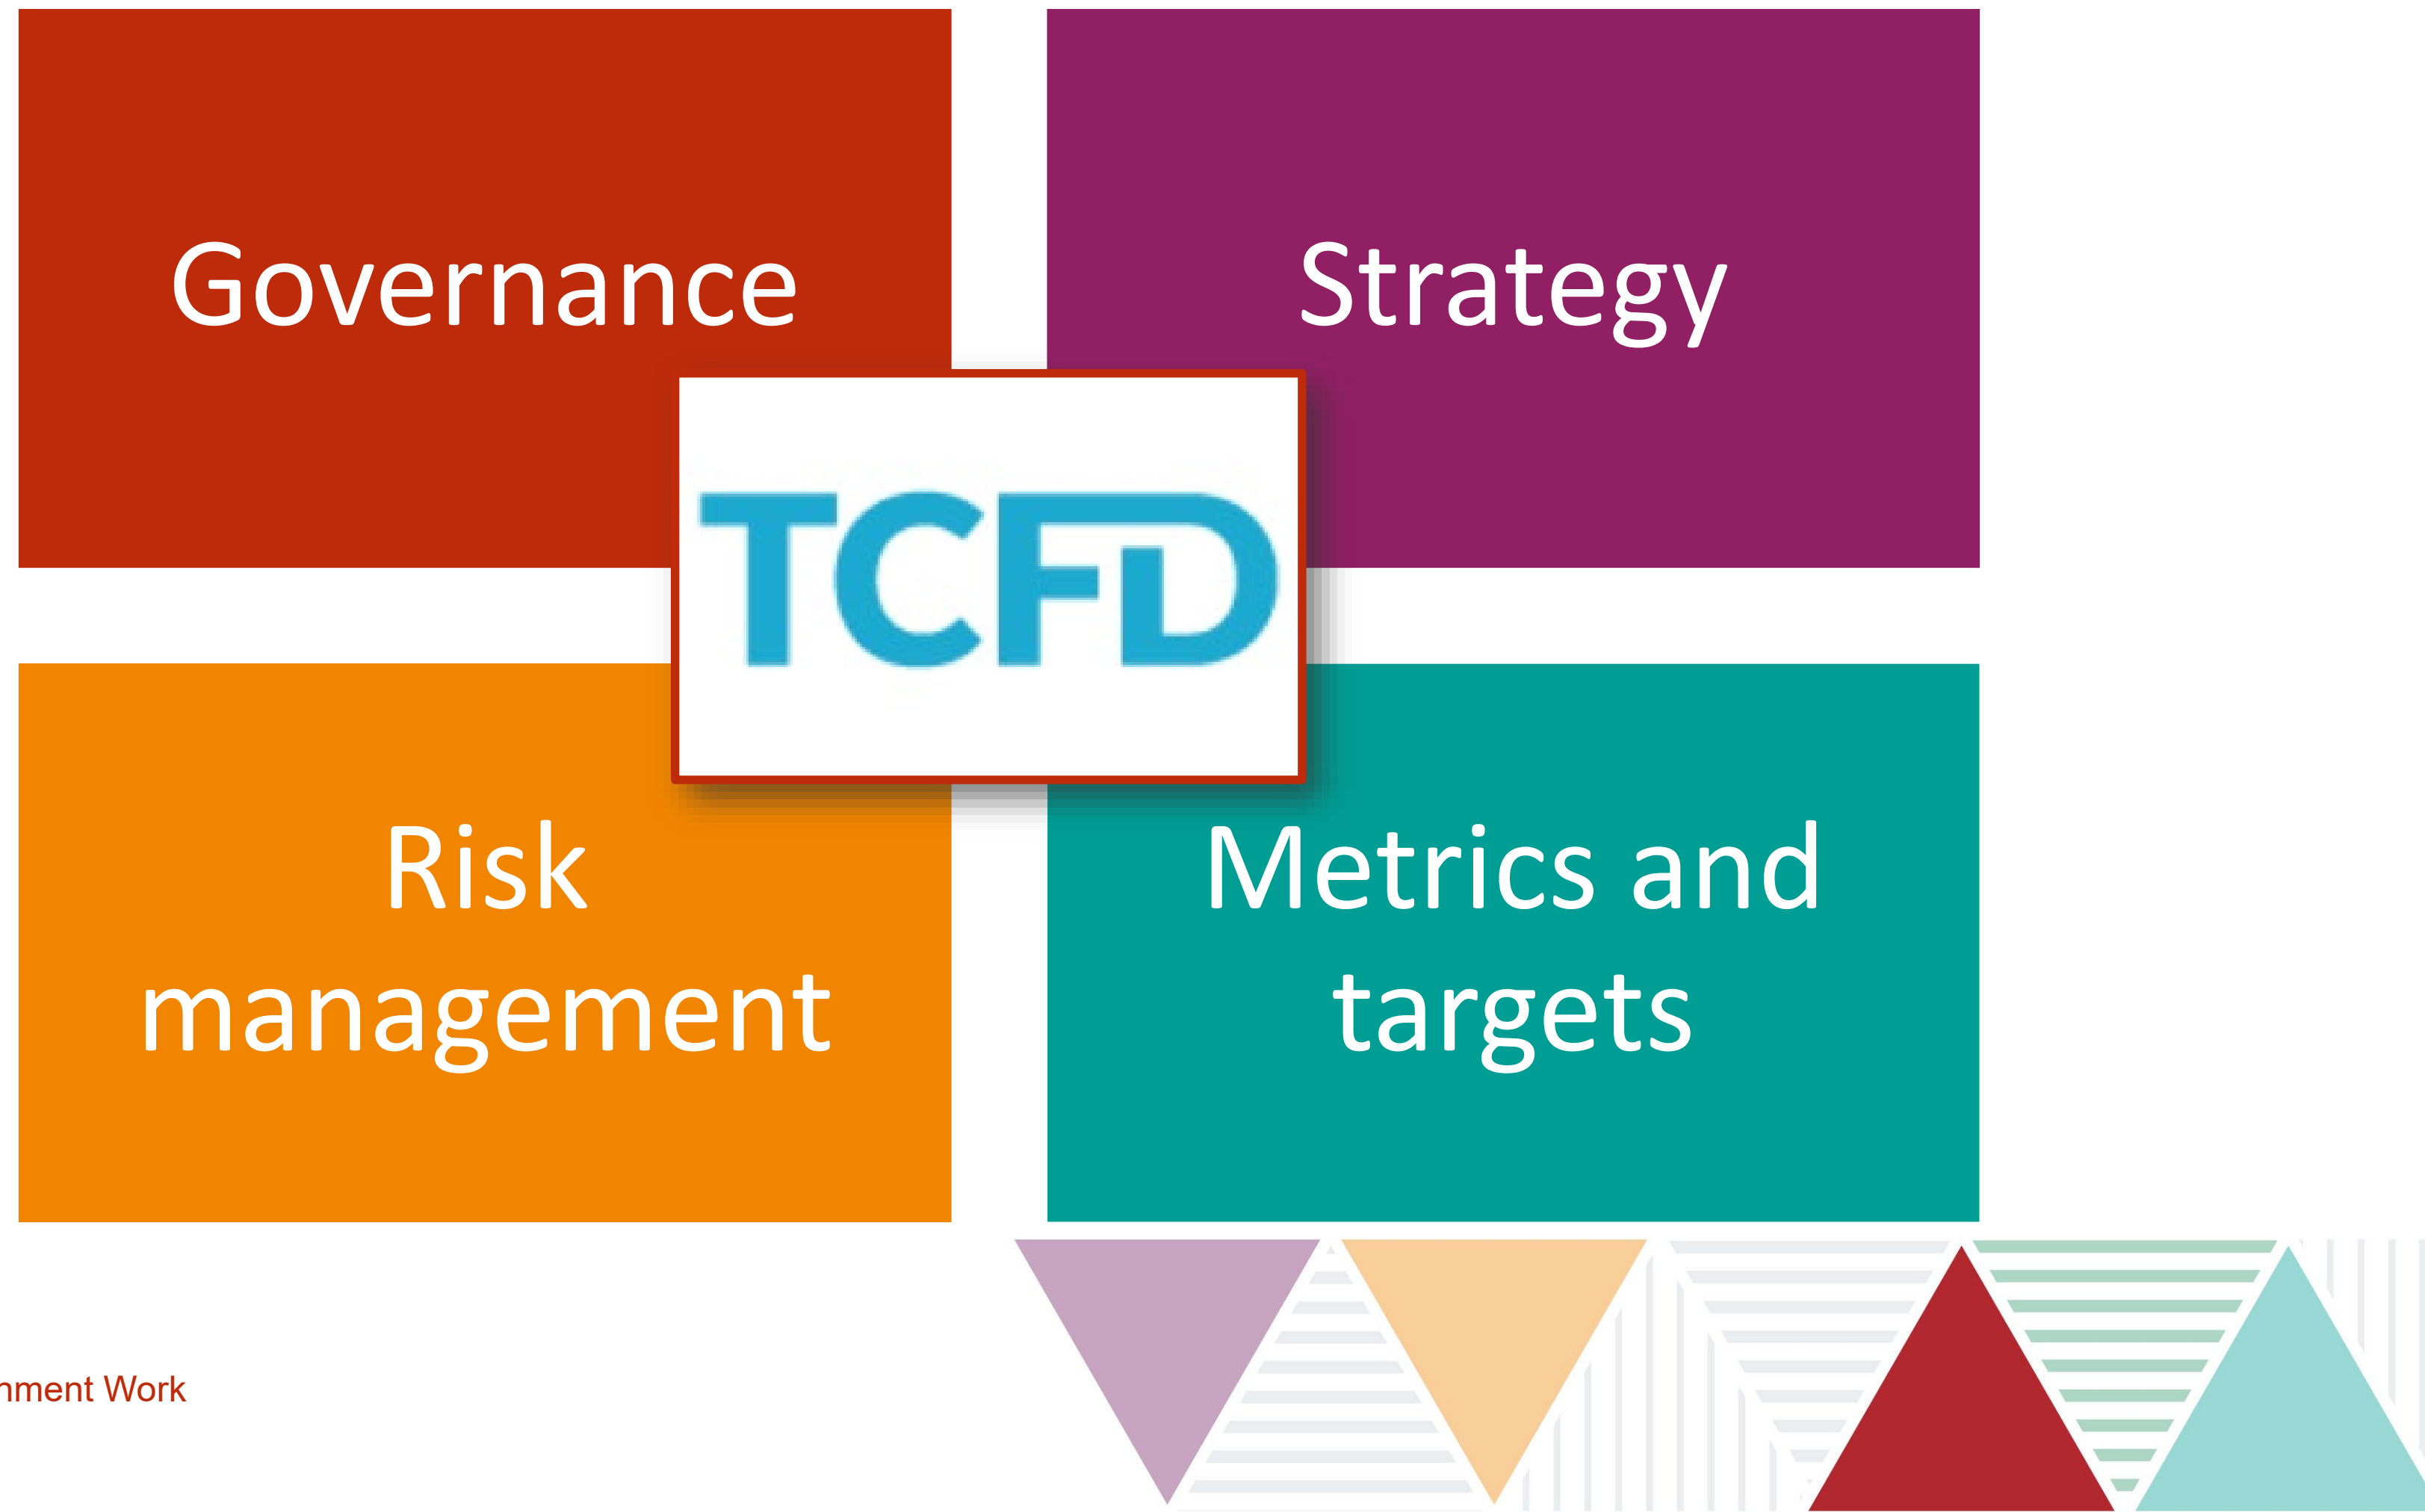 Governance
Strategy
TCFD
Risk
management
Metrics and
targets
nment Work